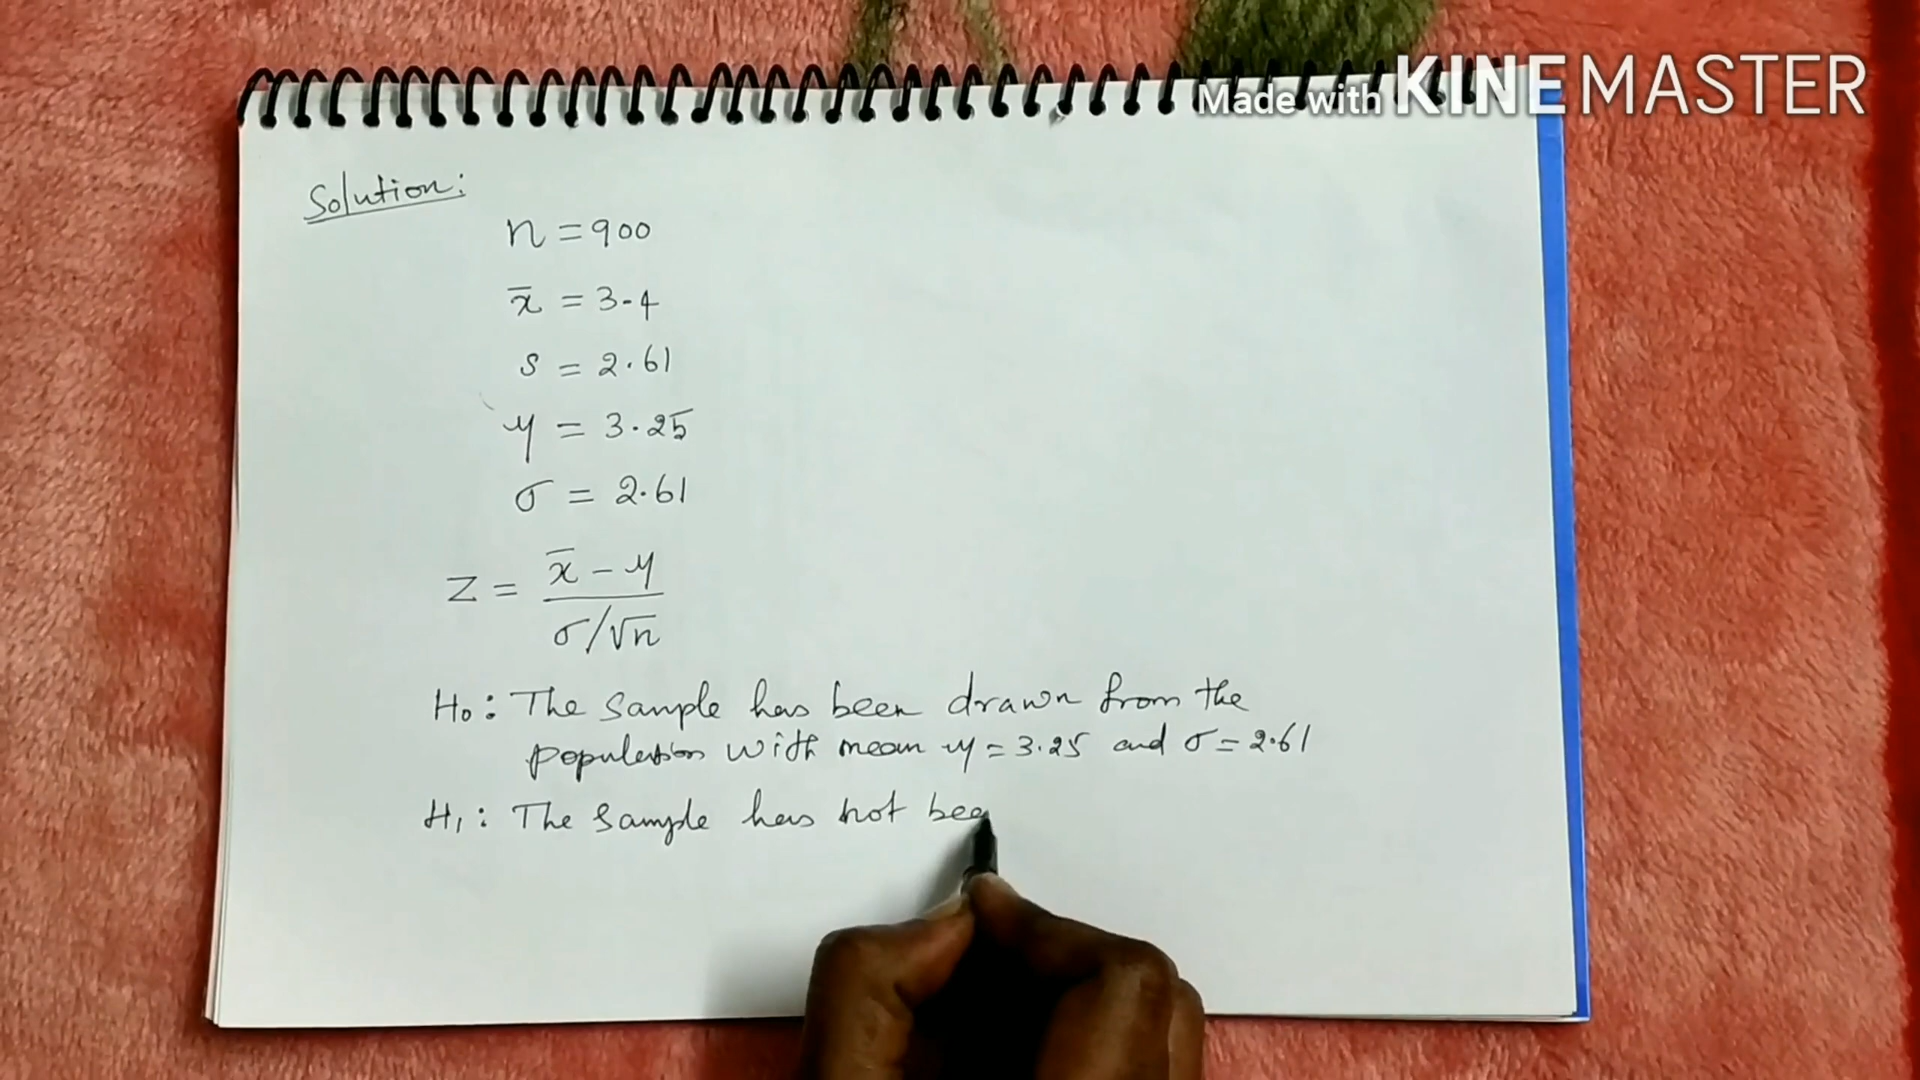 Made with KINEMASTER
Solution:
n = 900
x̄ = 3.4
s = 2.61
μ = 3.25
σ = 2.61
Z = x̄ - μ / σ/√n
H₀: The sample has been drawn from the
population with mean μ = 3.25 and σ = 2.61
H₁: The sample has not bee